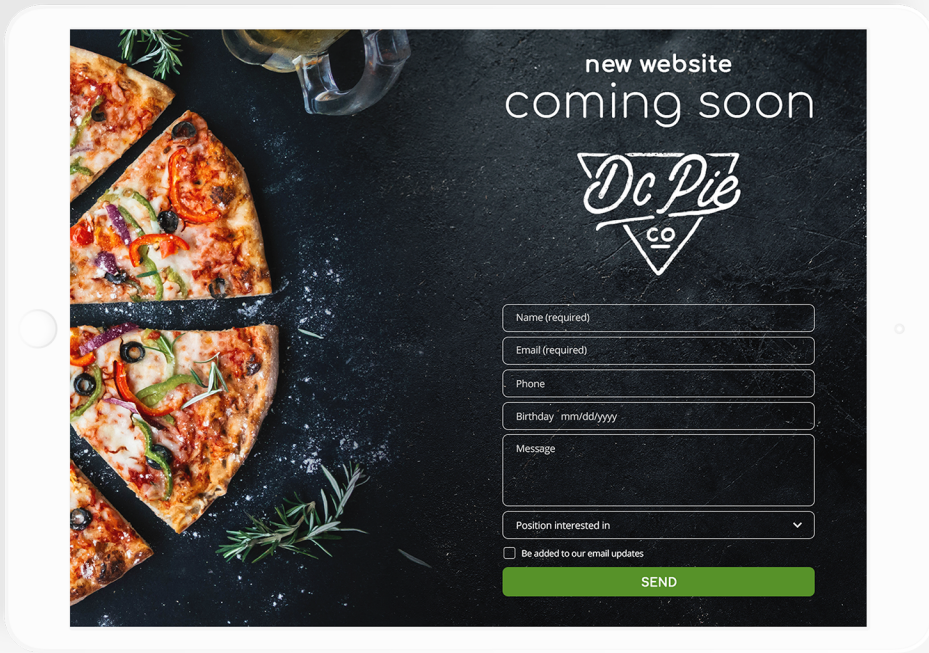 new website
coming soon
Dc Pie
CO
Name (required)
Email (required)
Phone
Birthday mm/dd/yyyy
Message
Position interested in
Be added to our email updates
SEND